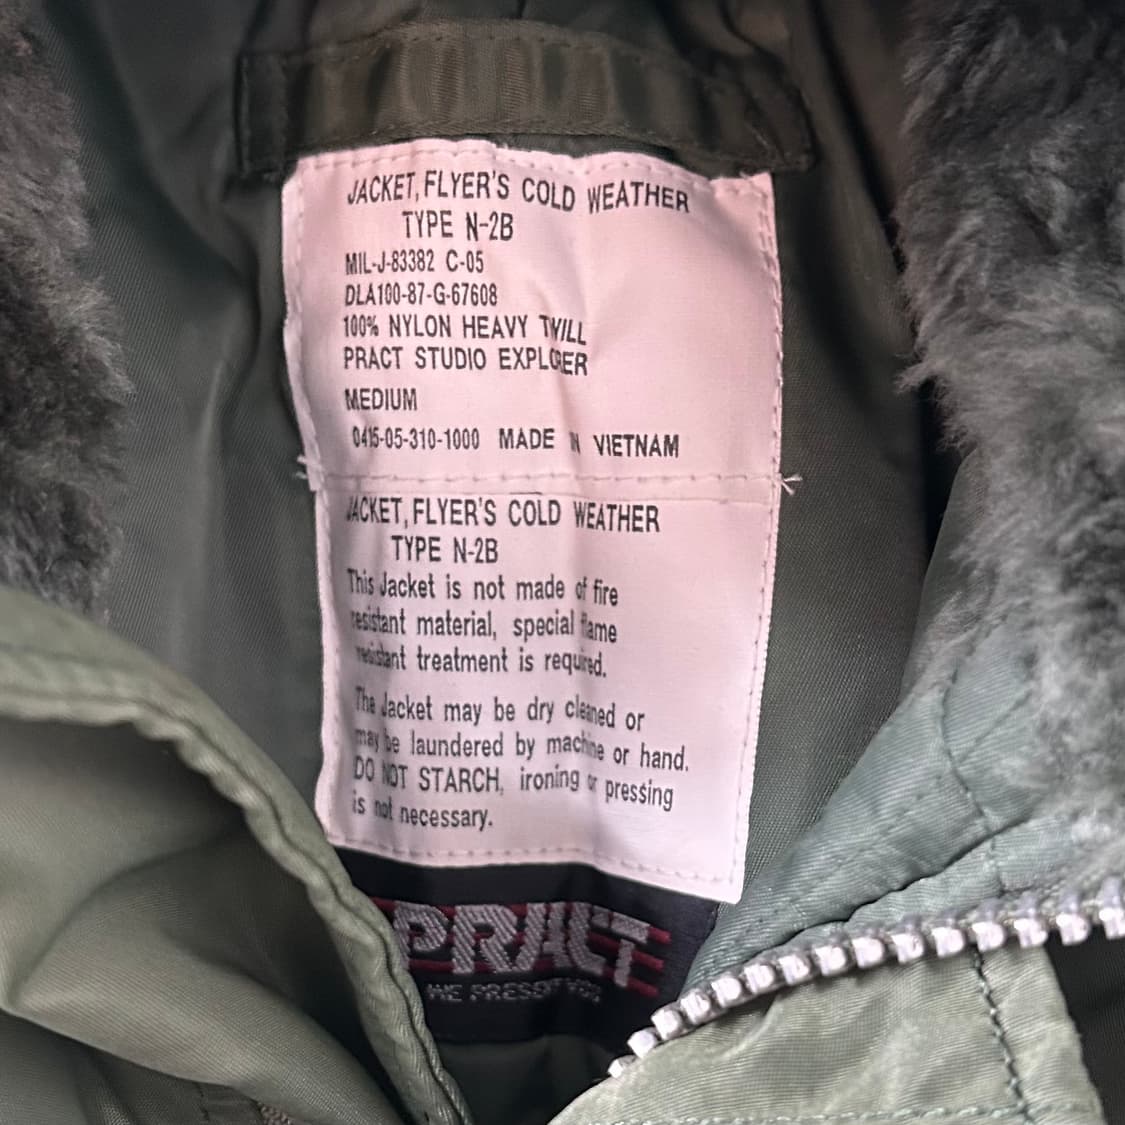 JACKET, FLYER'S COLD WEATHER
TYPE N-2B
MIL-J-83382 C-05
DLA100-87-G-67608
100% NYLON HEAVY TWILL
PRACT STUDIO EXPLORER
MEDIUM
0415-05-310-1000 MADE IN VIETNAM
JACKET, FLYER'S COLD WEATHER
TYPE N-2B
This Jacket is not made of fire
resistant material, special flame
resistant treatment is required.
The Jacket may be dry cleaned or
may be laundered by machine or hand.
DO NOT STARCH, ironing or pressing
is not necessary.
PRACT
WE PRESENT